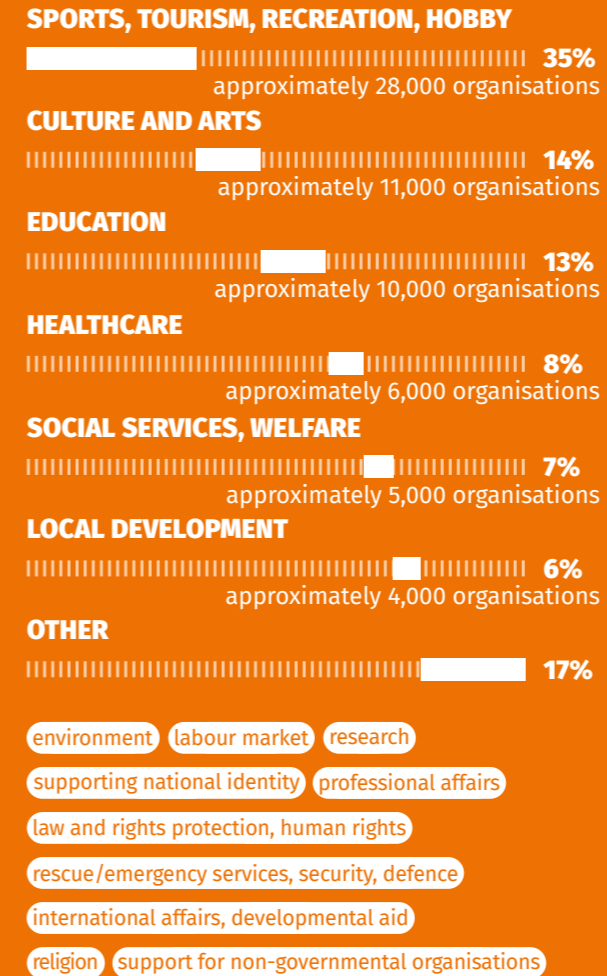 SPORTS, TOURISM, RECREATION, HOBBY
35%
approximately 28,000 organisations
CULTURE AND ARTS
14%
approximately 11,000 organisations
EDUCATION
13%
approximately 10,000 organisations
HEALTHCARE
8%
approximately 6,000 organisations
SOCIAL SERVICES, WELFARE
7%
approximately 5,000 organisations
LOCAL DEVELOPMENT
6%
approximately 4,000 organisations
OTHER
17%
environment labour market research
supporting national identity professional affairs
law and rights protection, human rights
rescue/emergency services, security, defence
international affairs, developmental aid
religion support for non-governmental organisations